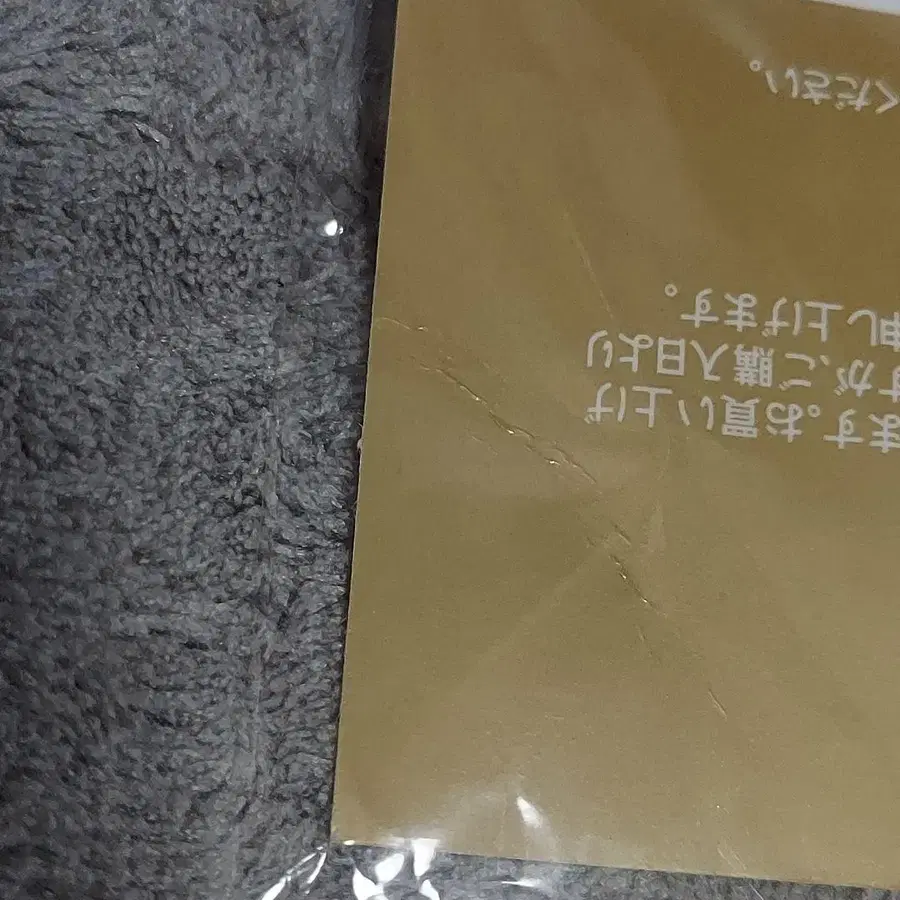 ます。お買い上げ
すが、ご購入日より
申し上げます。
ください。